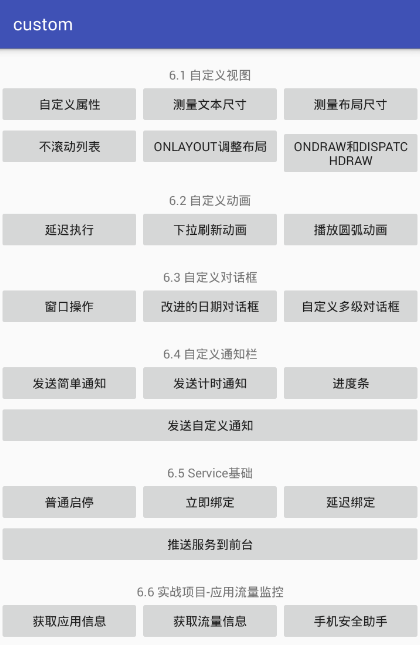 custom
6.1 自定义视图
自定义属性 测量文本尺寸 测量布局尺寸
不滚动列表 ONLAYOUT调整布局 ONDRAW和DISPATC
HDRAW
6.2 自定义动画
延迟执行 下拉刷新动画 播放圆弧动画
6.3 自定义对话框
窗口操作 改进的日期对话框 自定义多级对话框
6.4 自定义通知栏
发送简单通知 发送计时通知 进度条
发送自定义通知
6.5 Service基础
普通启停 立即绑定 延迟绑定
推送服务到前台
6.6 实战项目-应用流量监控
获取应用信息 获取流量信息 手机安全助手